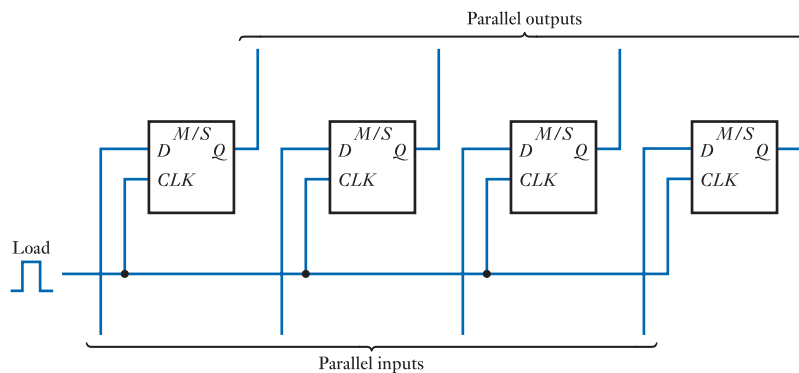 Parallel outputs
M/S
D Q
CLK
M/S
D Q
CLK
M/S
D Q
CLK
M/S
D Q
CLK
Load
Parallel inputs